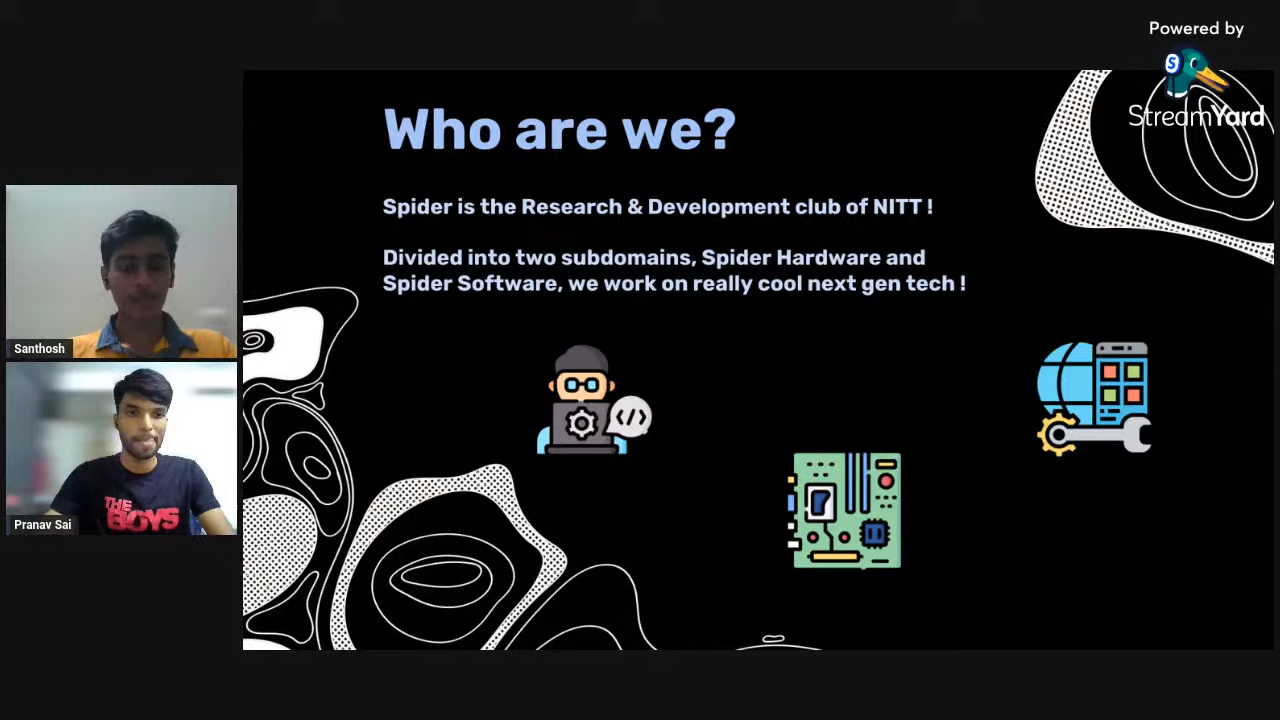 Powered by
StreamYard
Who are we?
Spider is the Research & Development club of NITT !
Divided into two subdomains, Spider Hardware and
Spider Software, we work on really cool next gen tech !
Santhosh
THE
BOYS
Pranav Sai
S